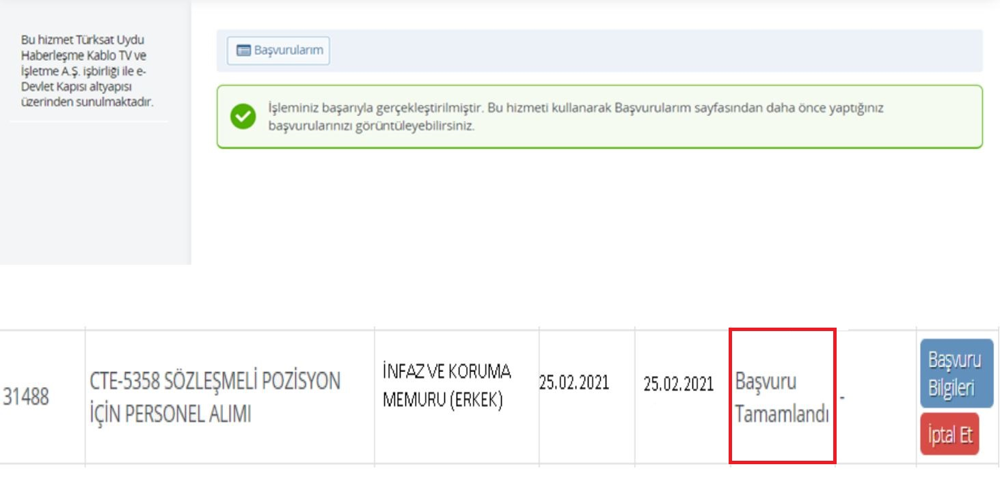 Bu hizmet Türksat Uydu
Haberleşme Kablo TV ve
İşletme A.Ş. işbirliği ile e-
Devlet Kapısı altyapısı
üzerinden sunulmaktadır.
Başvurularım
İşleminiz başarıyla gerçekleştirilmiştir. Bu hizmeti kullanarak Başvurularım sayfasından daha önce yaptığınız
başvurularınızı görüntüleyebilirsiniz.
31488
CTE-5358 SÖZLEŞMELİ POZİSYON
İÇİN PERSONEL ALIMI
İNFAZ VE KORUMA
MEMURU (ERKEK)
25.02.2021
25.02.2021
Başvuru
Tamamlandı
-
Başvuru
Bilgileri
İptal Et